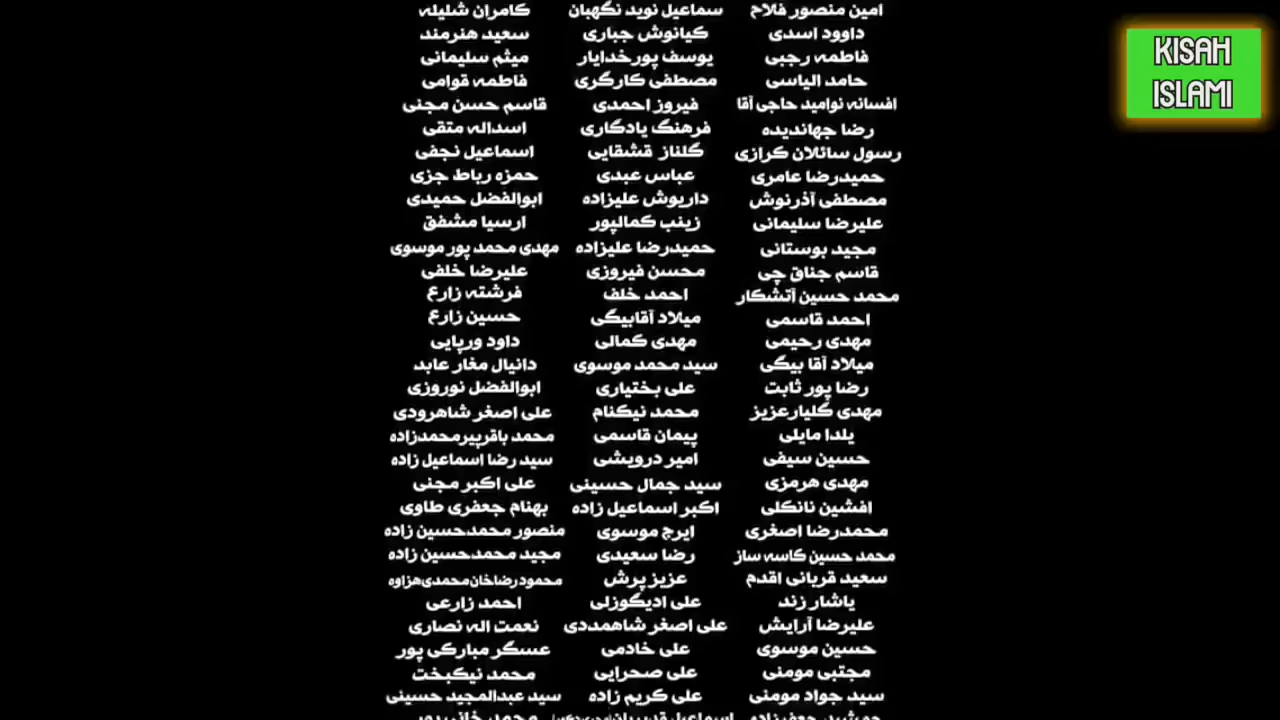 امین منصور فلاح
داوود اسدی
فاطمه رجبی
حامد الیاسی
افسانه نوامید حاجی آقا
رضا جهاندیده
رسول سائلان کرازی
حمیدرضا عامری
مصطفی آذرنوش
علیرضا سلیمانی
مجید بوستانی
قاسم جناق چی
محمد حسین آتشکار
احمد قاسمی
مهدی رحیمی
میلاد آقا بیگی
رضا پور ثابت
مهدی گلیارعزیز
یلدا مایلی
حسین سیفی
مهدی هرمزی
افشین نانکلی
محمدرضا اصغری
محمد حسین کاسه ساز
سعید قربانی اقدم
یاشار زند
علیرضا آرایش
حسین موسوی
مجتبی مومنی
سید جواد مومنی
جمشید جعفرزاده
سماعیل نوید نگهبان
کیانوش جباری
یوسف پورخدایار
مصطفی کارگری
فیروز احمدی
فرهنگ یادگاری
گلناز قشقایی
عباس عبدی
داریوش علیزاده
زینب کمالپور
حمیدرضا علیزاده
محسن فیروزی
احمد خلف
میلاد آقابیگی
مهدی کمالی
سید محمد موسوی
علی بختیاری
محمد نیکنام
پیمان قاسمی
امیر درویشی
سید جمال حسینی
اکبر اسماعیل زاده
ایرج موسوی
رضا سعیدی
عزیز پرش
علی ادیگوزلی
علی اصغر شاهمددی
علی خادمی
علی صحرایی
علی کریم زاده
اسماعیل
کامران شلیله
سعید هنرمند
میثم سلیمانی
فاطمه قوامی
قاسم حسن مجنی
اسداله متقی
اسماعیل نجفی
حمزه رباط جزی
ابوالفضل حمیدی
ارسیا مشفق
مهدی محمد پور موسوی
علیرضا خلفی
فرشته زارع
حسین زارع
داود ورپایی
دانیال مغار عابد
ابوالفضل نوروزی
علی اصغر شاهرودی
محمد باقرپیرمحمدزاده
سید رضا اسماعیل زاده
علی اکبر مجنی
بهنام جعفری طاوی
منصور محمدحسین زاده
مجید محمدحسین زاده
محمودرضاخان‌محمدی‌هزاوه
احمد زارعی
نعمت اله نصاری
عسگر مبارکی پور
محمد نیکبخت
سید عبدالمجید حسینی
محمد خانی‌پور
KISAH
ISLAMI